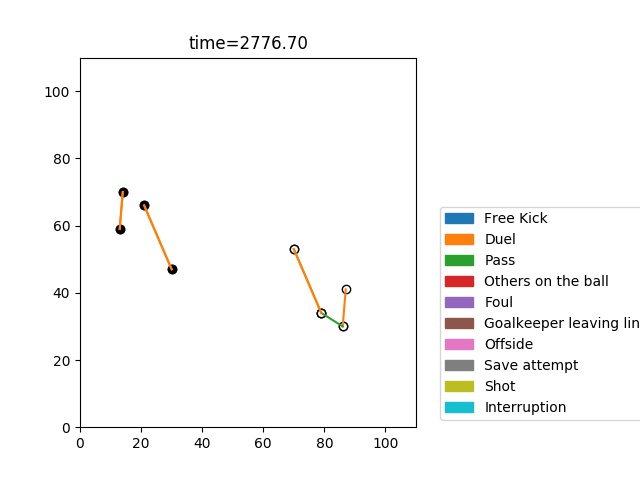 time=2776.70
100
80
60
40
20
0
0 20 40 60 80 100
Free Kick
Duel
Pass
Others on the ball
Foul
Goalkeeper leaving lin
Offside
Save attempt
Shot
Interruption